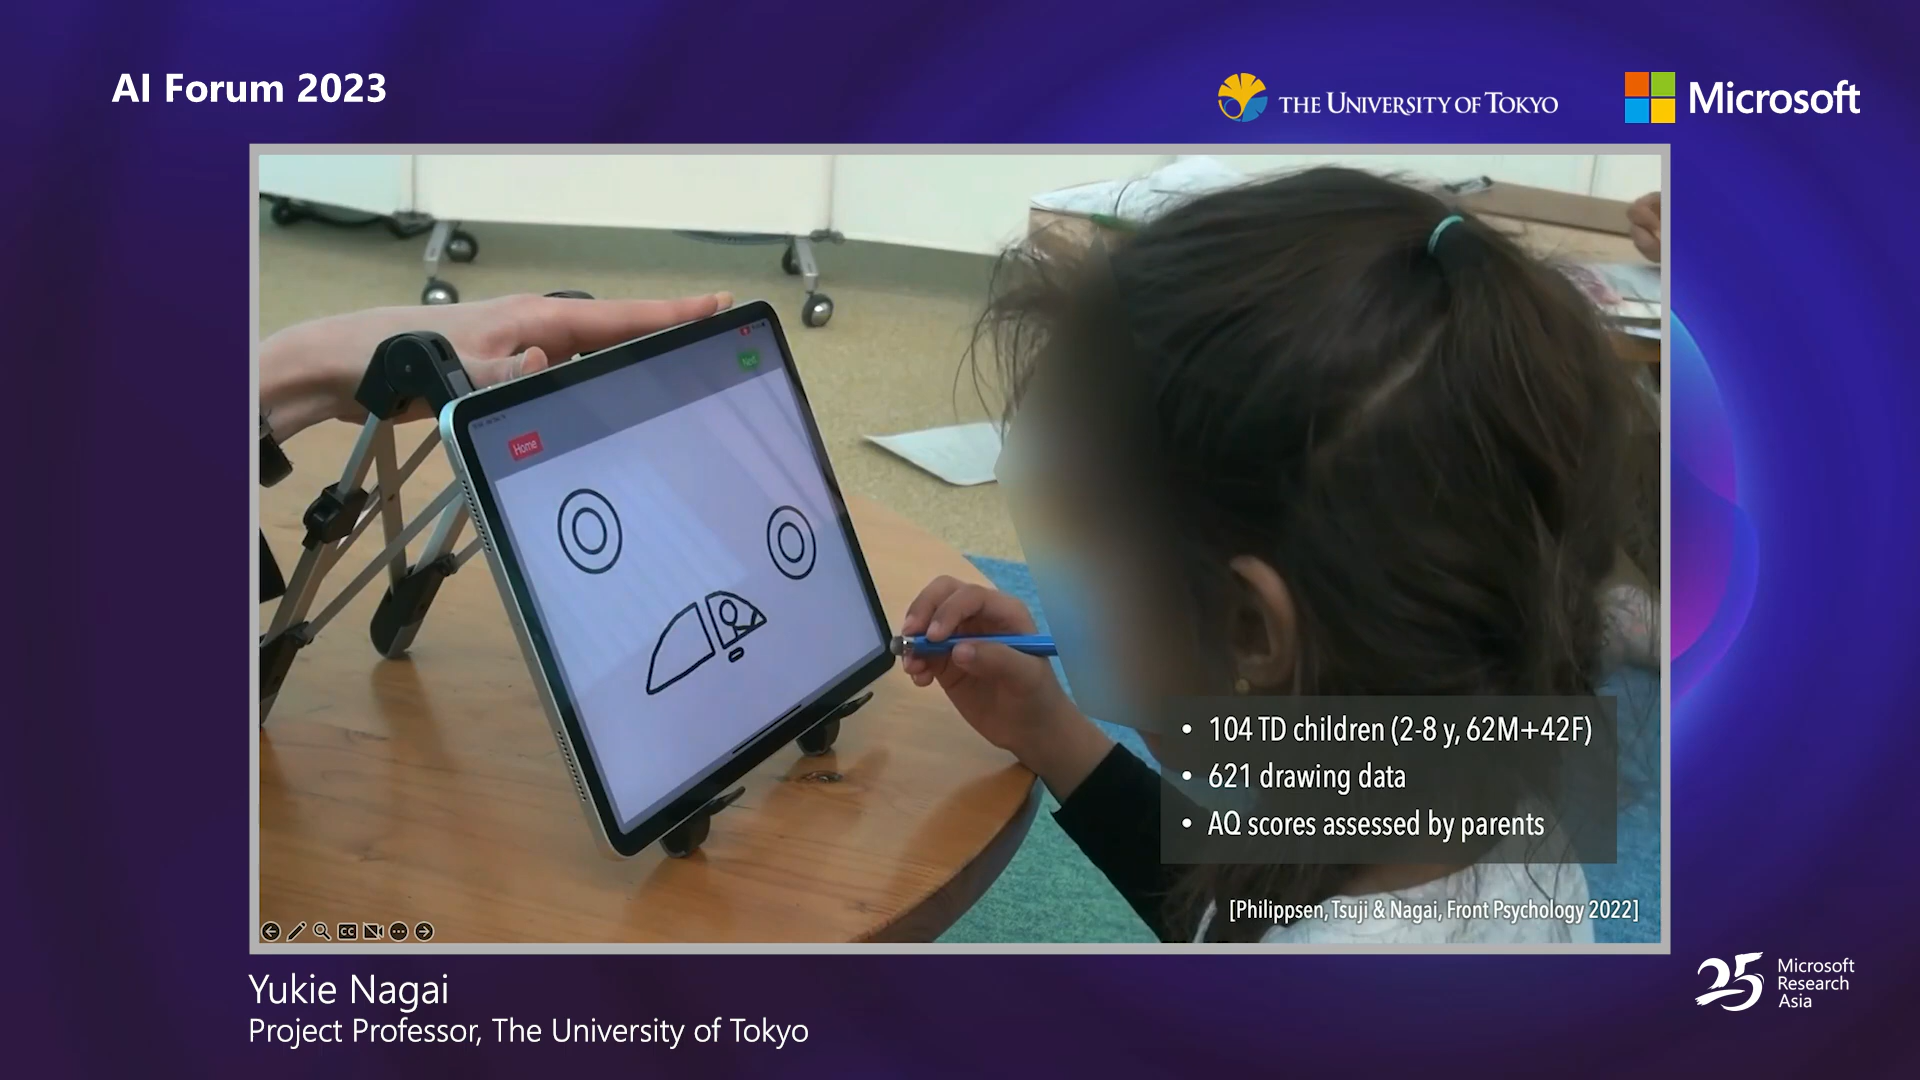 AI Forum 2023
THE UNIVERSITY OF TOKYO
Microsoft
Home
Next
• 104 TD children (2-8 y, 62M+42F)
• 621 drawing data
• AQ scores assessed by parents
[Philippsen, Tsuji & Nagai, Front Psychology 2022]
CC
Yukie Nagai
Project Professor, The University of Tokyo
25
Microsoft
Research
Asia